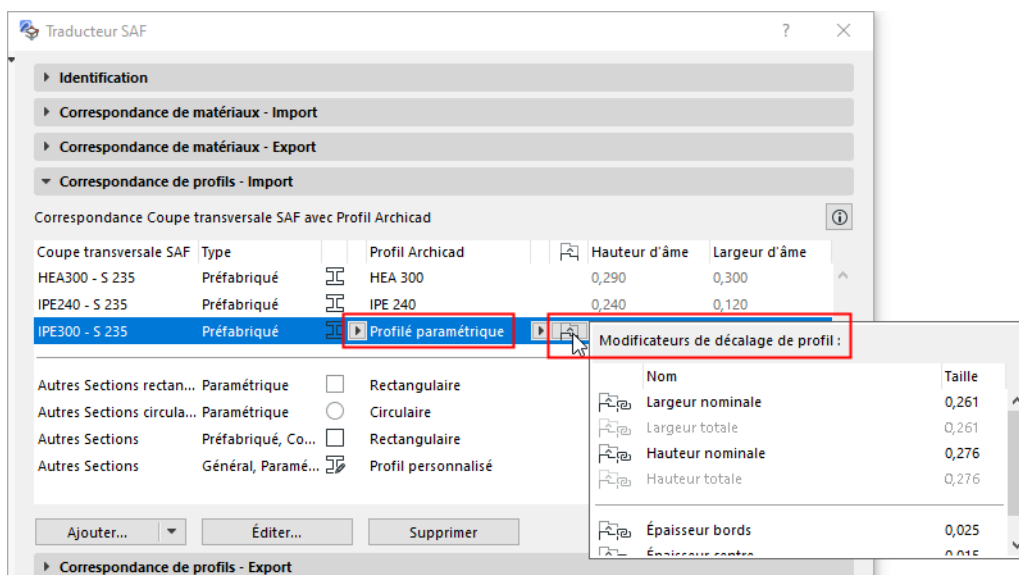 Traducteur SAF ?
Identification
Correspondance de matériaux - Import
Correspondance de matériaux - Export
Correspondance de profils - Import
Correspondance Coupe transversale SAF avec Profil Archicad
Coupe transversale SAF Type Profil Archicad Hauteur d'âme Largeur d'âme
HEA300 - S 235 Préfabriqué HEA 300 0,290 0,300
IPE240 - S 235 Préfabriqué IPE 240 0,240 0,120
IPE300 - S 235 Préfabriqué Profilé paramétrique
Modificateurs de décalage de profil :
Nom Taille
Largeur nominale 0,261
Largeur totale 0,261
Hauteur nominale 0,276
Hauteur totale 0,276
Épaisseur bords 0,025
Épaisseur centre 0,015
Autres Sections rectan... Paramétrique Rectangulaire
Autres Sections circula... Paramétrique Circulaire
Autres Sections Préfabriqué, Co... Rectangulaire
Autres Sections Général, Paramé... Profil personnalisé
Ajouter... Éditer... Supprimer
Correspondance de profils - Export